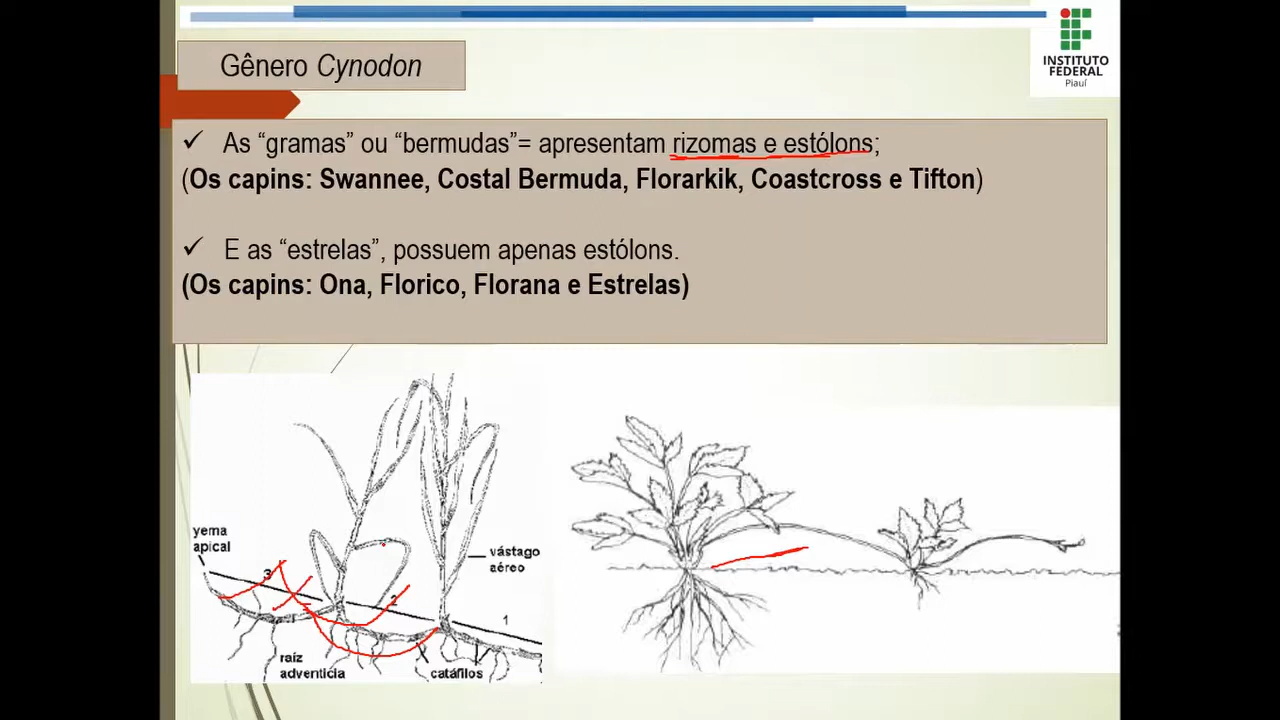 Gênero Cynodon
INSTITUTO
FEDERAL
Piauí
✓ As “gramas” ou “bermudas”= apresentam rizomas e estólons;
(Os capins: Swannee, Costal Bermuda, Florarkik, Coastcross e Tifton)
✓ E as “estrelas”, possuem apenas estólons.
(Os capins: Ona, Florico, Florana e Estrelas)
yema
apical
3
2
vástago
aéreo
1
raíz
adventicia
catáfilos